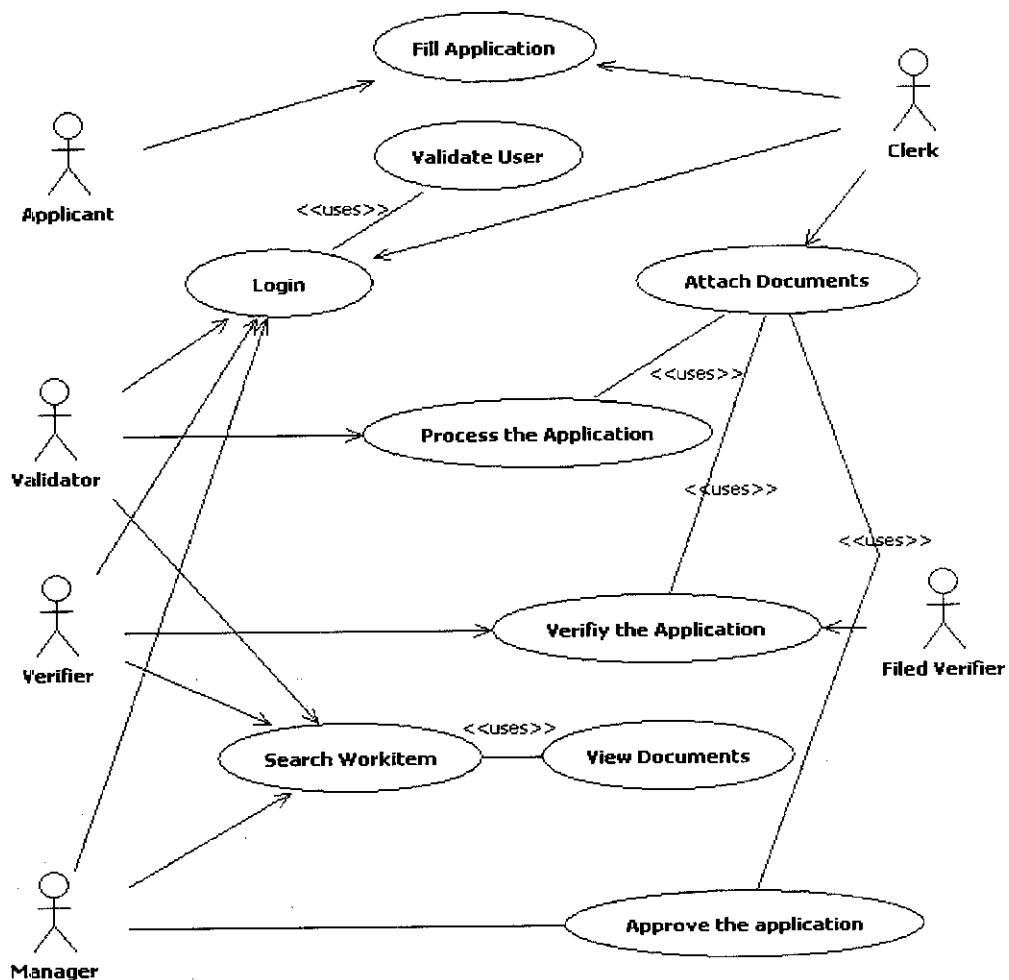 Fill Application
Clerk
Validate User
Applicant
<<uses>>
Login
Attach Documents
<<uses>>
Process the Application
Validator
<<uses>>
<<uses>>
Verifiy the Application
Verifier
Filed Verifier
<<uses>>
Search Workitem
View Documents
Approve the application
Manager